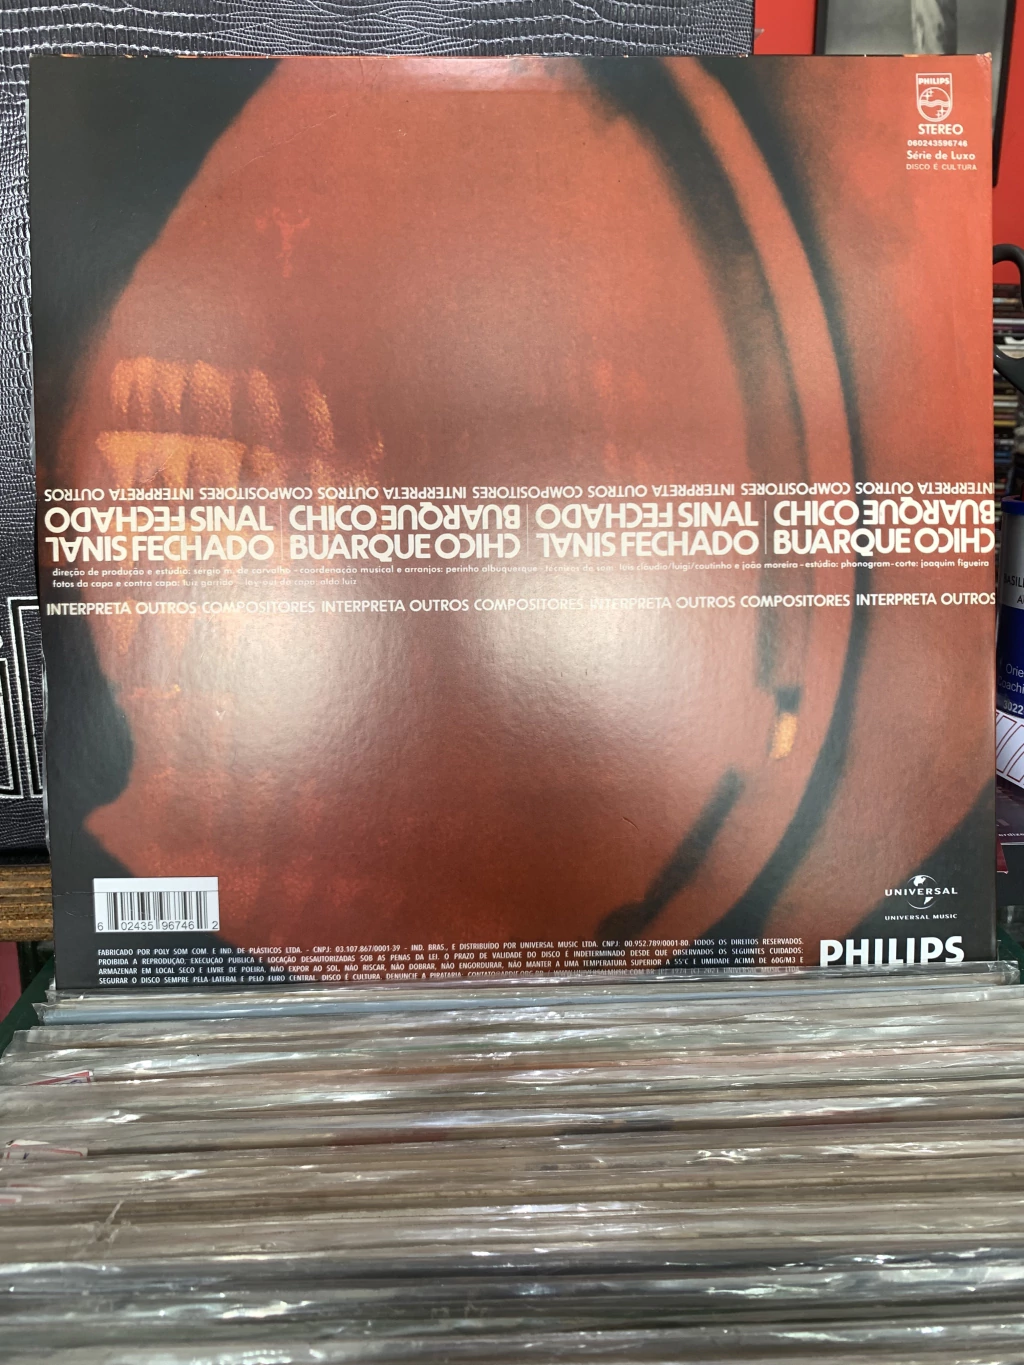 PHILIPS
STEREO
060243596746
Série de Luxo
DISCO É CULTURA
INTERPRETA OUTROS COMPOSITORES INTERPRETA OUTROS COMPOSITORES INTERPRETA OUTROS COMPOSITORES INTERPRETA OUTROS
SINAL FECHADO CHICO BUARQUE SINAL FECHADO CHICO BUARQUE
SINAL FECHADO BUARQUE CHICO SINAL FECHADO BUARQUE CHICO
direção de produção e estúdio: sergio m. de carvalho - coordenação musical e arranjos: perinho albuquerque - técnicos de som: luis claudio/luigi/coutinho e joão moreira - estúdio: phonogram - corte: joaquim figueira
fotos da capa e contra capa: luis garrido - lay-out da capa: aldo luiz
INTERPRETA OUTROS COMPOSITORES INTERPRETA OUTROS COMPOSITORES INTERPRETA OUTROS COMPOSITORES INTERPRETA OUTROS
6 02435 96746 2
UNIVERSAL
UNIVERSAL MUSIC
FABRICADO POR POLY SOM COM. E IND. DE PLÁSTICOS LTDA. - CNPJ: 03.107.867/0001-39 - IND. BRAS., E DISTRIBUÍDO POR UNIVERSAL MUSIC LTDA. CNPJ: 00.952.789/0001-80. TODOS OS DIREITOS RESERVADOS.
PROIBIDA A REPRODUÇÃO, EXECUÇÃO PUBLICA E LOCAÇÃO DESAUTORIZADAS SOB AS PENAS DA LEI. O PRAZO DE VALIDADE DO DISCO É INDETERMINADO DESDE QUE OBSERVADOS OS SEGUINTES CUIDADOS:
ARMAZENAR EM LOCAL SECO E LIVRE DE POEIRA, NÃO EXPOR AO SOL, NÃO RISCAR, NÃO DOBRAR, NÃO ENGORDURAR, NÃO MANTER A UMA TEMPERATURA SUPERIOR A 55°C E UMIDADE ACIMA DE 60G/M3 E
SEGURAR O DISCO SEMPRE PELA LATERAL E PELO FURO CENTRAL. DISCO É CULTURA. DENUNCIE A PIRATARIA:
PHILIPS